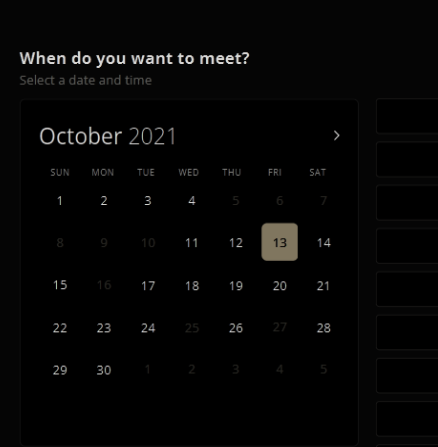 When do you want to meet?
Select a date and time
October 2021 >
SUN MON TUE WED THU FRI SAT
1 2 3 4 5 6 7
8 9 10 11 12 13 14
15 16 17 18 19 20 21
22 23 24 25 26 27 28
29 30 1 2 3 4 5